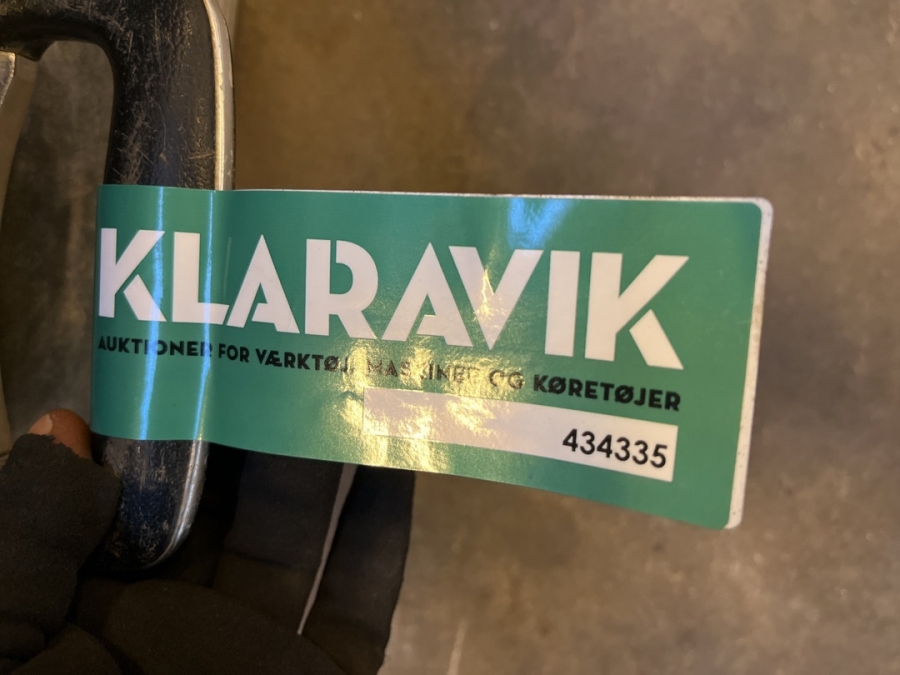 KLARAVIK
AUKTIONER FOR VÆRKTØJ, MASKINER OG KØRETØJER
434335